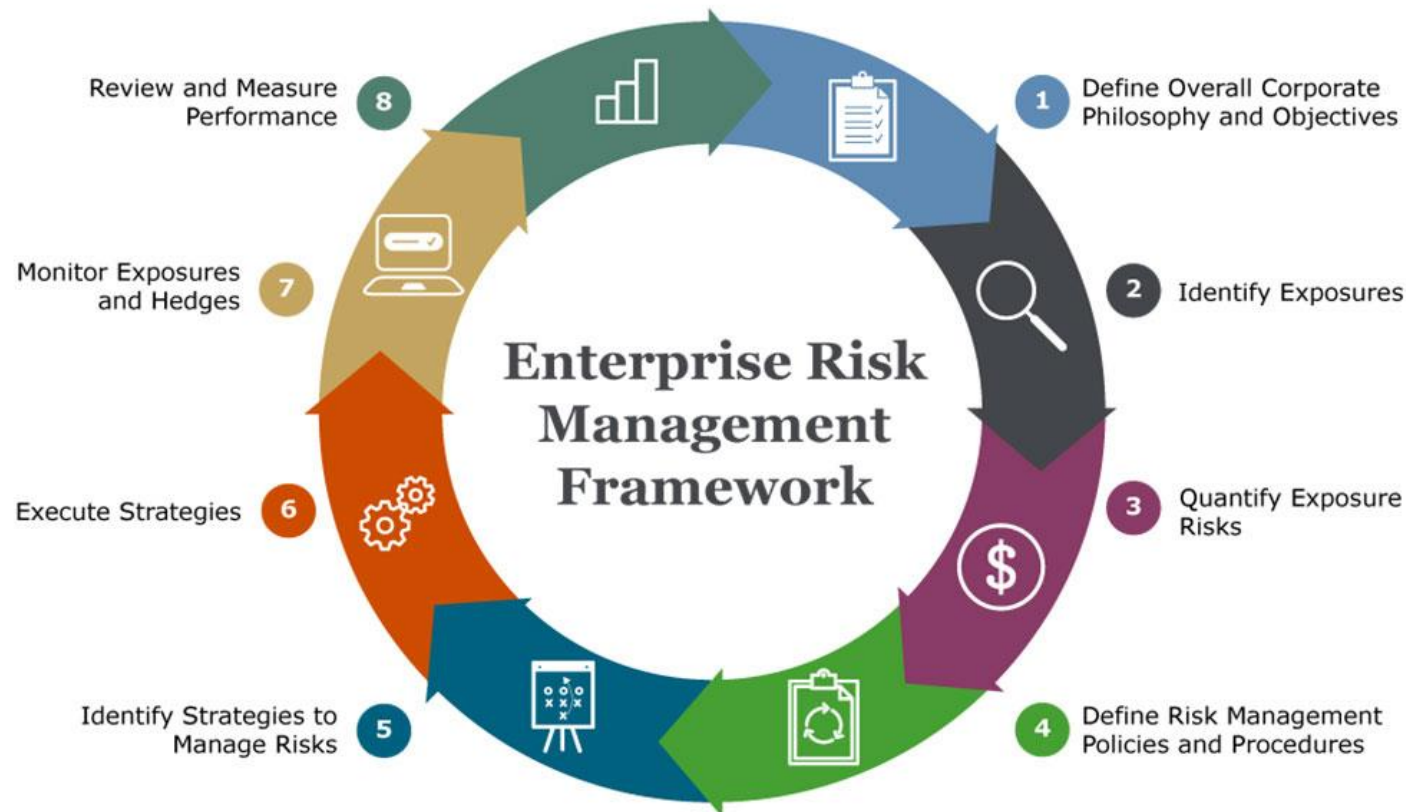 Enterprise Risk
Management
Framework
1
Define Overall Corporate
Philosophy and Objectives
2
Identify Exposures
3
Quantify Exposure
Risks
4
Define Risk Management
Policies and Procedures
5
Identify Strategies to
Manage Risks
6
Execute Strategies
7
Monitor Exposures
and Hedges
8
Review and Measure
Performance
$